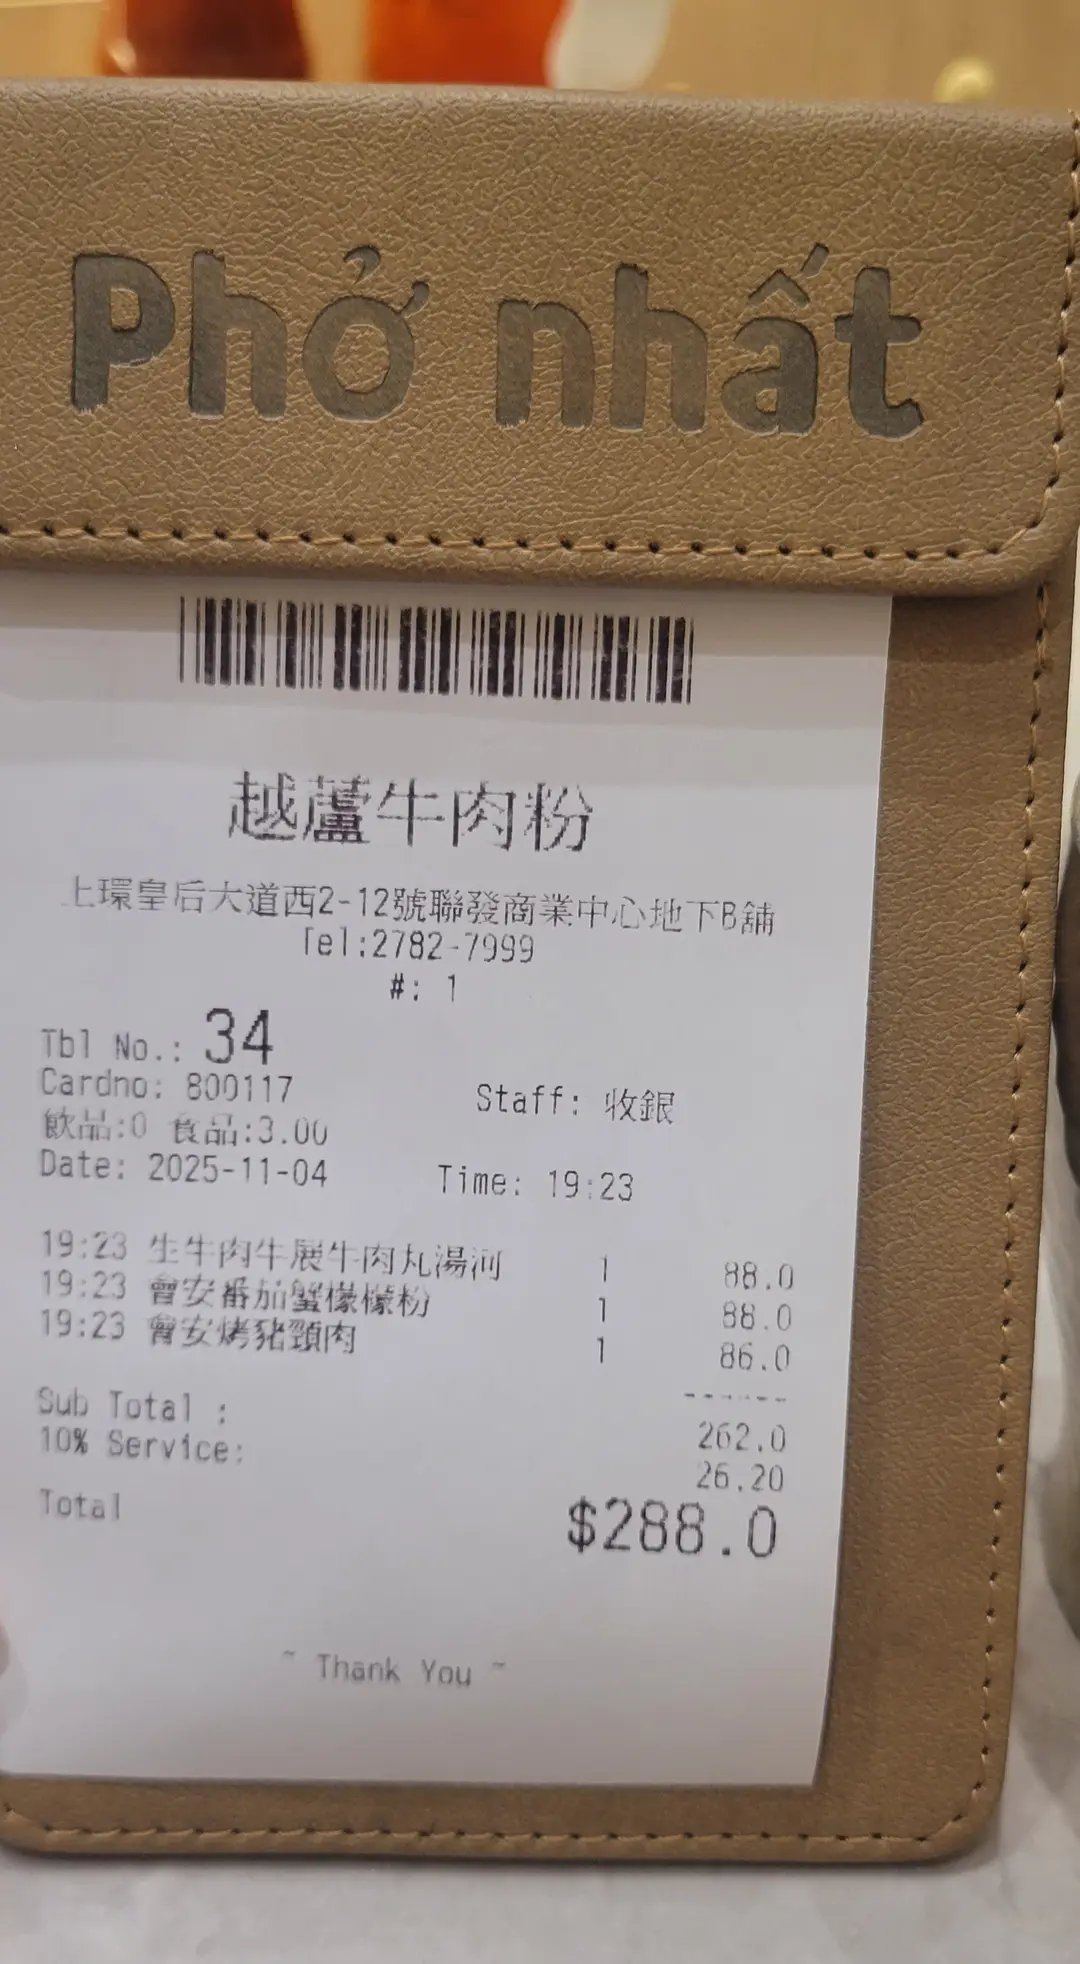 Phở nhất
越蘆牛肉粉
上環皇后大道西2-12號聯發商業中心地下B舖
Tel:2782-7999
#: 1
Tbl No.: 34
Cardno: 800117 Staff: 收銀
飲品:0 食品:3.00
Date: 2025-11-04 Time: 19:23
19:23 生牛肉牛展牛肉丸湯河 1 88.0
19:23 會安番茄蟹檬檬粉 1 88.0
19:23 會安烤豬頸肉 1 86.0
------
Sub Total : 262.0
10% Service: 26.20
Total $288.0
~ Thank You ~